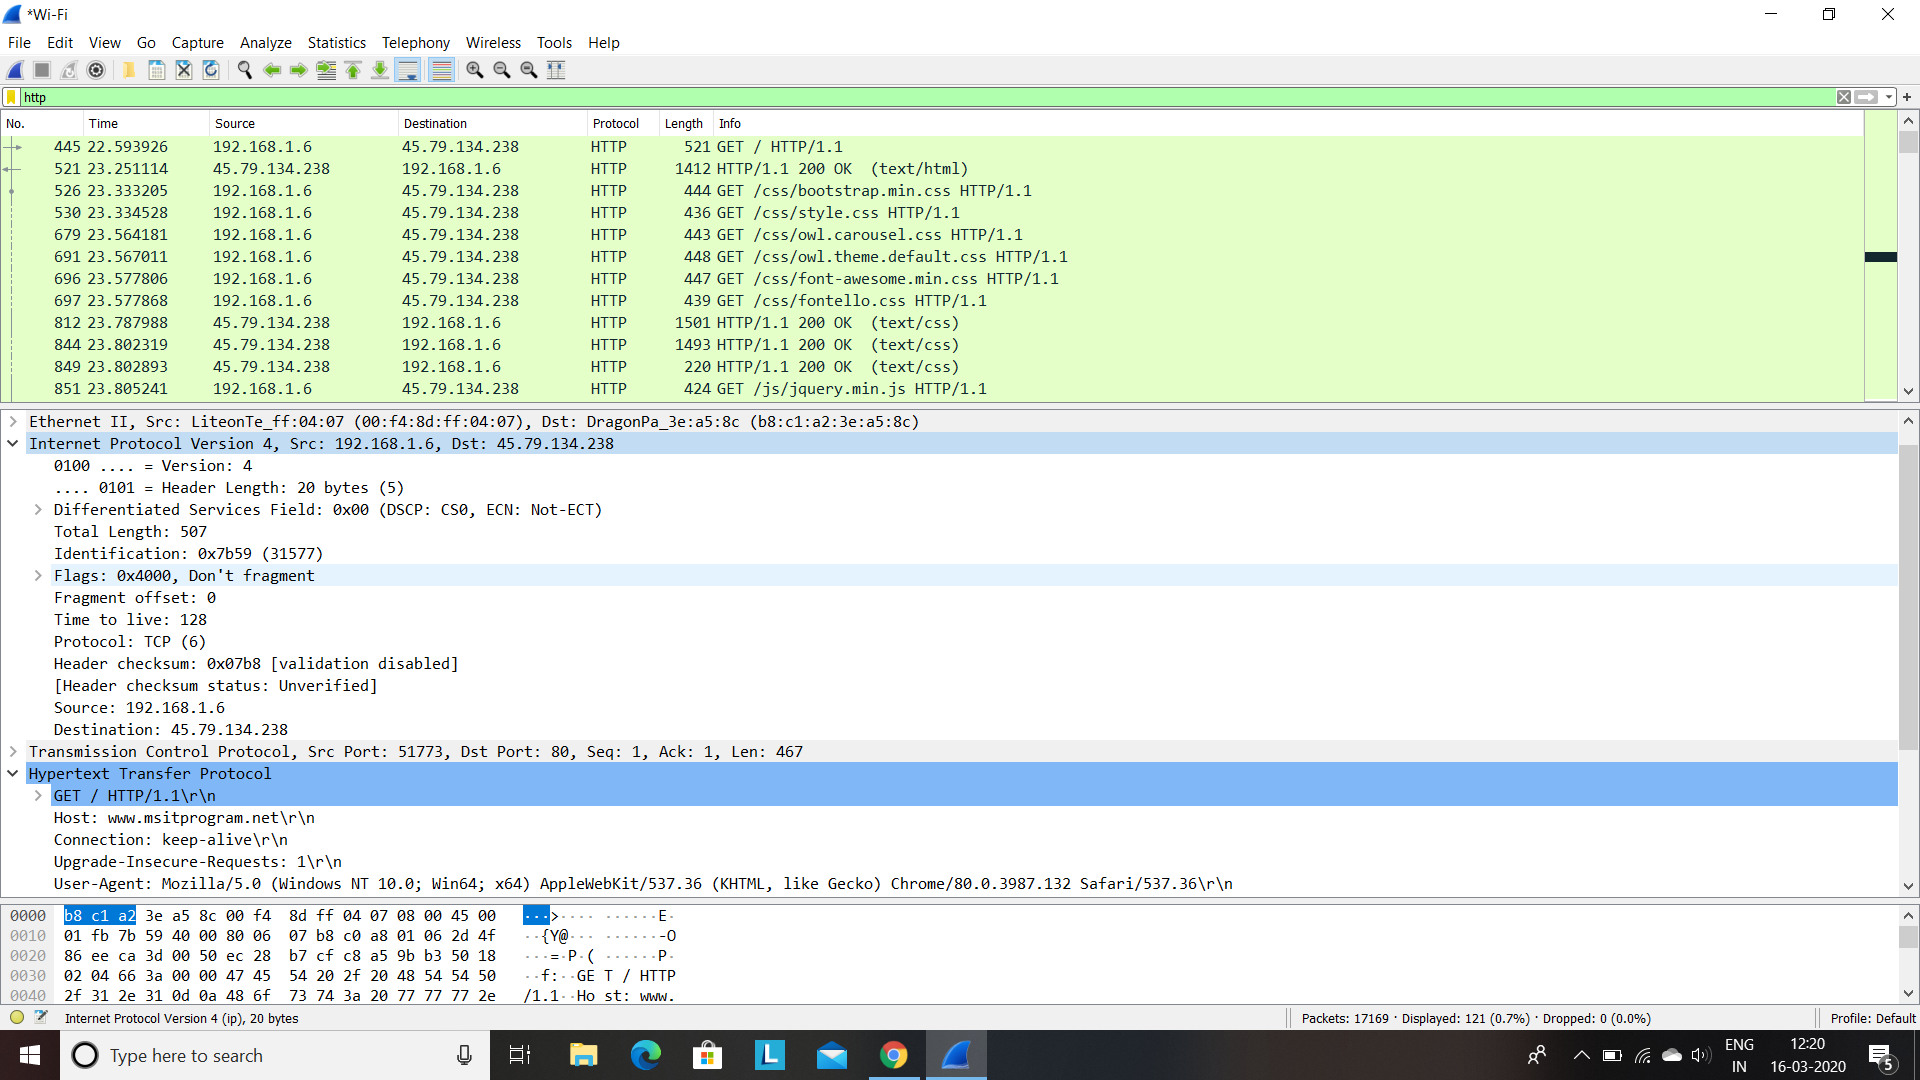 *Wi-Fi
File Edit View Go Capture Analyze Statistics Telephony Wireless Tools Help
http
No. Time Source Destination Protocol Length Info
445 22.593926 192.168.1.6 45.79.134.238 HTTP 521 GET / HTTP/1.1
521 23.251114 45.79.134.238 192.168.1.6 HTTP 1412 HTTP/1.1 200 OK (text/html)
526 23.333205 192.168.1.6 45.79.134.238 HTTP 444 GET /css/bootstrap.min.css HTTP/1.1
530 23.334528 192.168.1.6 45.79.134.238 HTTP 436 GET /css/style.css HTTP/1.1
679 23.564181 192.168.1.6 45.79.134.238 HTTP 443 GET /css/owl.carousel.css HTTP/1.1
691 23.567011 192.168.1.6 45.79.134.238 HTTP 448 GET /css/owl.theme.default.css HTTP/1.1
696 23.577806 192.168.1.6 45.79.134.238 HTTP 447 GET /css/font-awesome.min.css HTTP/1.1
697 23.577868 192.168.1.6 45.79.134.238 HTTP 439 GET /css/fontello.css HTTP/1.1
812 23.787988 45.79.134.238 192.168.1.6 HTTP 1501 HTTP/1.1 200 OK (text/css)
844 23.802319 45.79.134.238 192.168.1.6 HTTP 1493 HTTP/1.1 200 OK (text/css)
849 23.802893 45.79.134.238 192.168.1.6 HTTP 220 HTTP/1.1 200 OK (text/css)
851 23.805241 192.168.1.6 45.79.134.238 HTTP 424 GET /js/jquery.min.js HTTP/1.1
Ethernet II, Src: LiteonTe_ff:04:07 (00:f4:8d:ff:04:07), Dst: DragonPa_3e:a5:8c (b8:c1:a2:3e:a5:8c)
Internet Protocol Version 4, Src: 192.168.1.6, Dst: 45.79.134.238
0100 .... = Version: 4
.... 0101 = Header Length: 20 bytes (5)
Differentiated Services Field: 0x00 (DSCP: CS0, ECN: Not-ECT)
Total Length: 507
Identification: 0x7b59 (31577)
Flags: 0x4000, Don't fragment
Fragment offset: 0
Time to live: 128
Protocol: TCP (6)
Header checksum: 0x07b8 [validation disabled]
[Header checksum status: Unverified]
Source: 192.168.1.6
Destination: 45.79.134.238
Transmission Control Protocol, Src Port: 51773, Dst Port: 80, Seq: 1, Ack: 1, Len: 467
Hypertext Transfer Protocol
GET / HTTP/1.1\r\n
Host: www.msitprogram.net\r\n
Connection: keep-alive\r\n
Upgrade-Insecure-Requests: 1\r\n
User-Agent: Mozilla/5.0 (Windows NT 10.0; Win64; x64) AppleWebKit/537.36 (KHTML, like Gecko) Chrome/80.0.3987.132 Safari/537.36\r\n
0000 b8 c1 a2 3e a5 8c 00 f4 8d ff 04 07 08 00 45 00 ···>···· ······E·
0010 01 fb 7b 59 40 00 80 06 07 b8 c0 a8 01 06 2d 4f ··{Y@··· ······-O
0020 86 ee ca 3d 00 50 ec 28 b7 cf c8 a5 9b b3 50 18 ···=·P·( ······P·
0030 02 04 66 3a 00 00 47 45 54 20 2f 20 48 54 54 50 ··f:··GE T / HTTP
0040 2f 31 2e 31 0d 0a 48 6f 73 74 3a 20 77 77 77 2e /1.1··Ho st: www.
Internet Protocol Version 4 (ip), 20 bytes
Packets: 17169 · Displayed: 121 (0.7%) · Dropped: 0 (0.0%)
Profile: Default
Type here to search
L
ENG
IN
12:20
16-03-2020
5